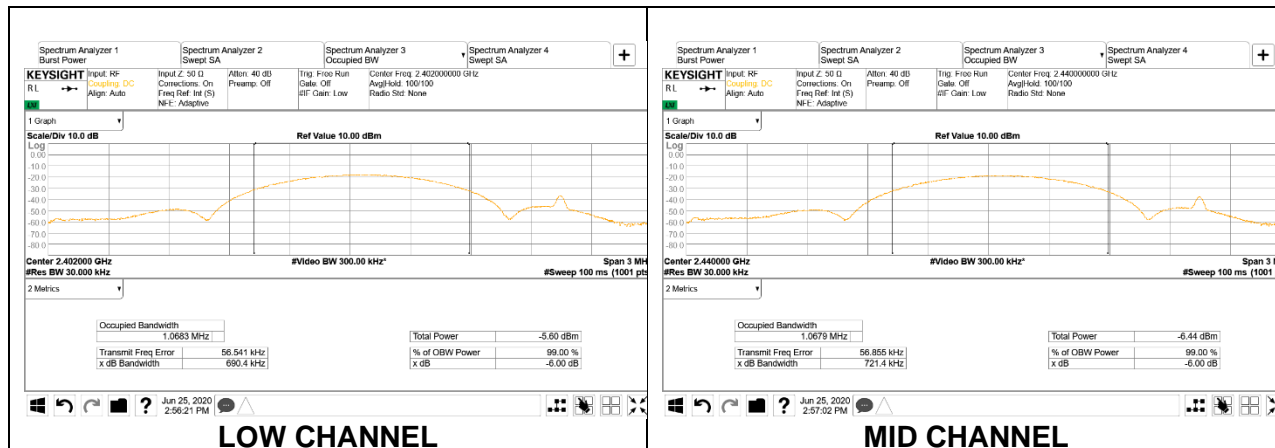 Spectrum Analyzer 1
Burst Power
Spectrum Analyzer 2
Swept SA
Spectrum Analyzer 3
Occupied BW
Spectrum Analyzer 4
Swept SA
+
KEYSIGHT
RL
Input: RF
Coupling: DC
Align: Auto
Input Z: 50 Ω
Corrections: On
Freq Ref: Int (S)
NFE: Adaptive
Atten: 40 dB
Preamp: Off
Trig: Free Run
Gate: Off
#IF Gain: Low
Center Freq: 2.402000000 GHz
Avg|Hold: 100/100
Radio Std: None
1 Graph
Scale/Div 10.0 dB
Ref Value 10.00 dBm
Log
0.00
-10.0
-20.0
-30.0
-40.0
-50.0
-60.0
-70.0
-80.0
Center 2.402000 GHz
#Video BW 300.00 kHz*
Span 3 MH
#Res BW 30.000 kHz
#Sweep 100 ms (1001 pts
2 Metrics
Occupied Bandwidth
1.0683 MHz
Total Power -5.60 dBm
Transmit Freq Error 56.541 kHz
% of OBW Power 99.00 %
x dB Bandwidth 690.4 kHz
x dB -6.00 dB
?
Jun 25, 2020
2:56:21 PM
LOW CHANNEL
Spectrum Analyzer 1
Burst Power
Spectrum Analyzer 2
Swept SA
Spectrum Analyzer 3
Occupied BW
Spectrum Analyzer 4
Swept SA
+
KEYSIGHT
RL
Input: RF
Coupling: DC
Align: Auto
Input Z: 50 Ω
Corrections: On
Freq Ref: Int (S)
NFE: Adaptive
Atten: 40 dB
Preamp: Off
Trig: Free Run
Gate: Off
#IF Gain: Low
Center Freq: 2.440000000 GHz
Avg|Hold: 100/100
Radio Std: None
1 Graph
Scale/Div 10.0 dB
Ref Value 10.00 dBm
Log
0.00
-10.0
-20.0
-30.0
-40.0
-50.0
-60.0
-70.0
-80.0
Center 2.440000 GHz
#Video BW 300.00 kHz*
Span 3
#Res BW 30.000 kHz
#Sweep 100 ms (1001
2 Metrics
Occupied Bandwidth
1.0679 MHz
Total Power -6.44 dBm
Transmit Freq Error 56.855 kHz
% of OBW Power 99.00 %
x dB Bandwidth 721.4 kHz
x dB -6.00 dB
?
Jun 25, 2020
2:57:02 PM
MID CHANNEL